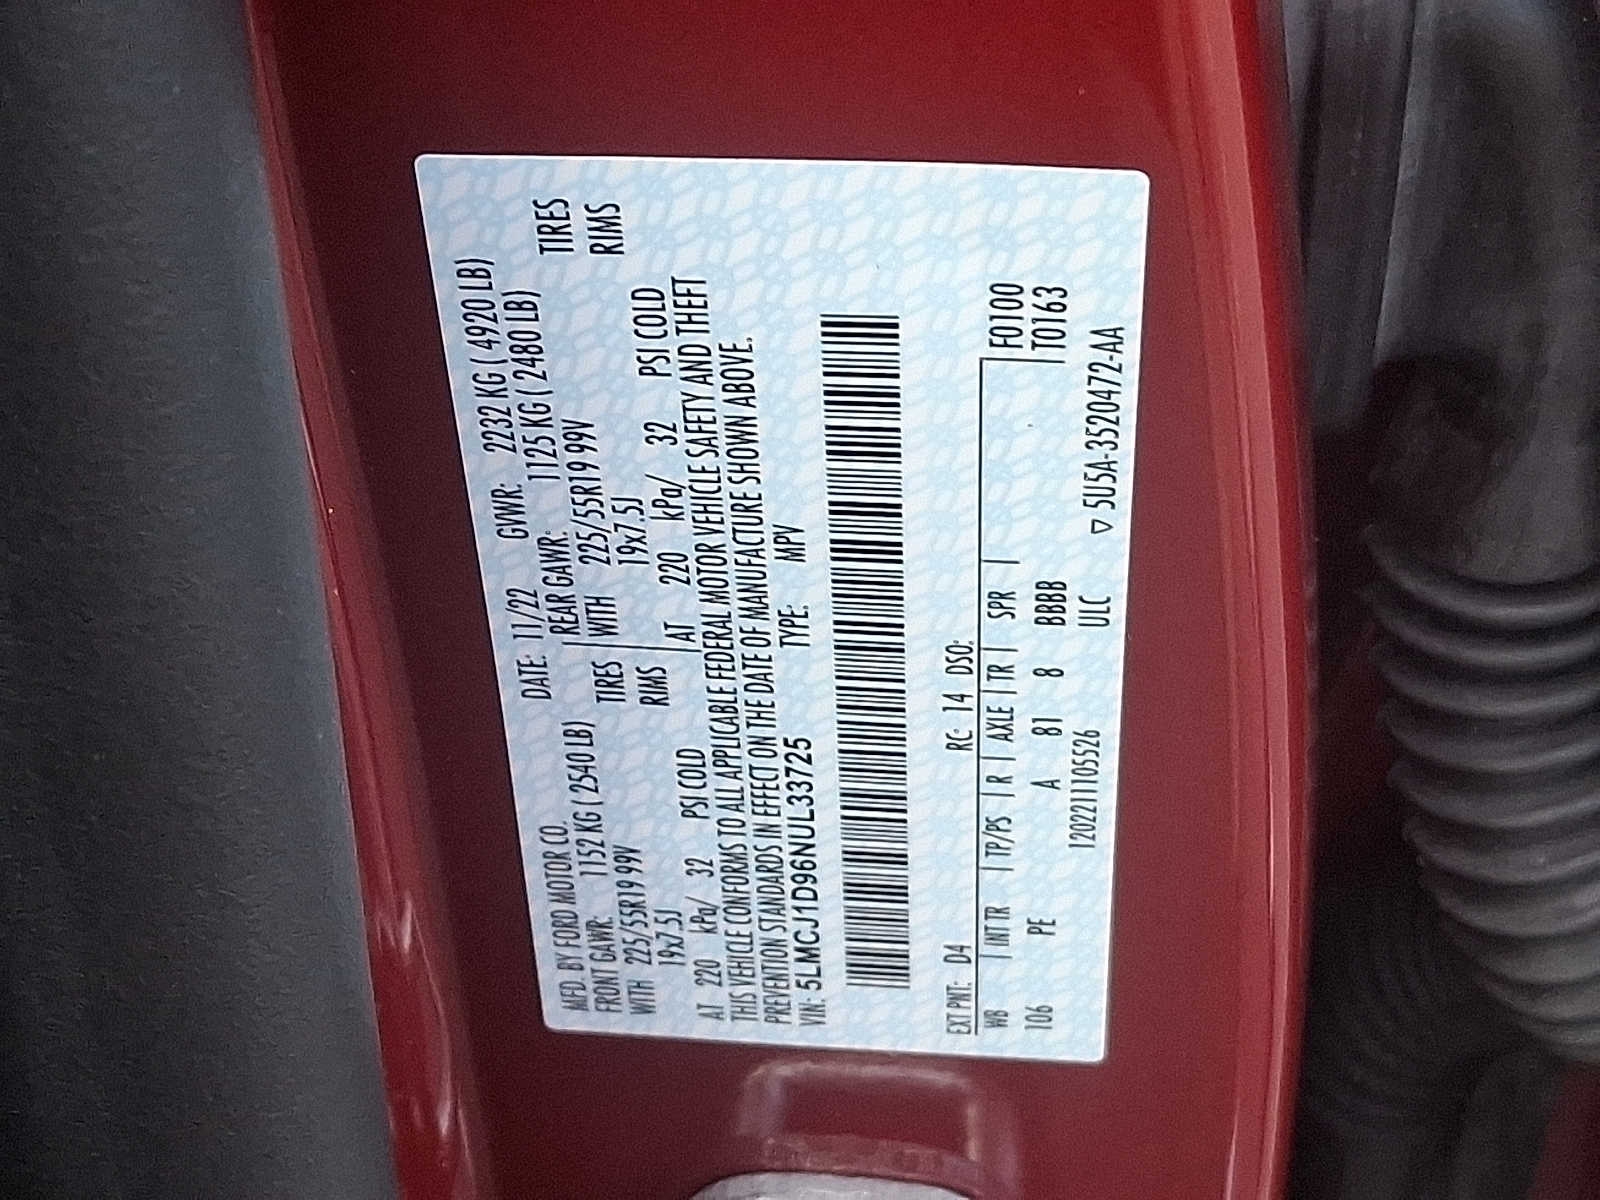 MFD. BY FORD MOTOR CO. DATE: 11/22 GVWR: 2232 KG ( 4920 LB)
FRONT GAWR: 1152 KG ( 2540 LB) REAR GAWR: 1125 KG ( 2480 LB)
WITH 225/55R19 99V TIRES WITH 225/55R19 99V TIRES
19x7.5J RIMS 19x7.5J RIMS
AT 220 kPa/ 32 PSI COLD AT 220 kPa/ 32 PSI COLD
THIS VEHICLE CONFORMS TO ALL APPLICABLE FEDERAL MOTOR VEHICLE SAFETY AND THEFT
PREVENTION STANDARDS IN EFFECT ON THE DATE OF MANUFACTURE SHOWN ABOVE.
VIN: 5LMCJ1D96NUL33725 TYPE: MPV
EXT PNT: D4 RC: 14 DSO:
WB | INT TR | TP/PS | R | AXLE | TR | SPR | F0100
106 PE A 81 8 BBBB T0163
12022111055​26 ULC ▽ 5U5A-3520472-AA